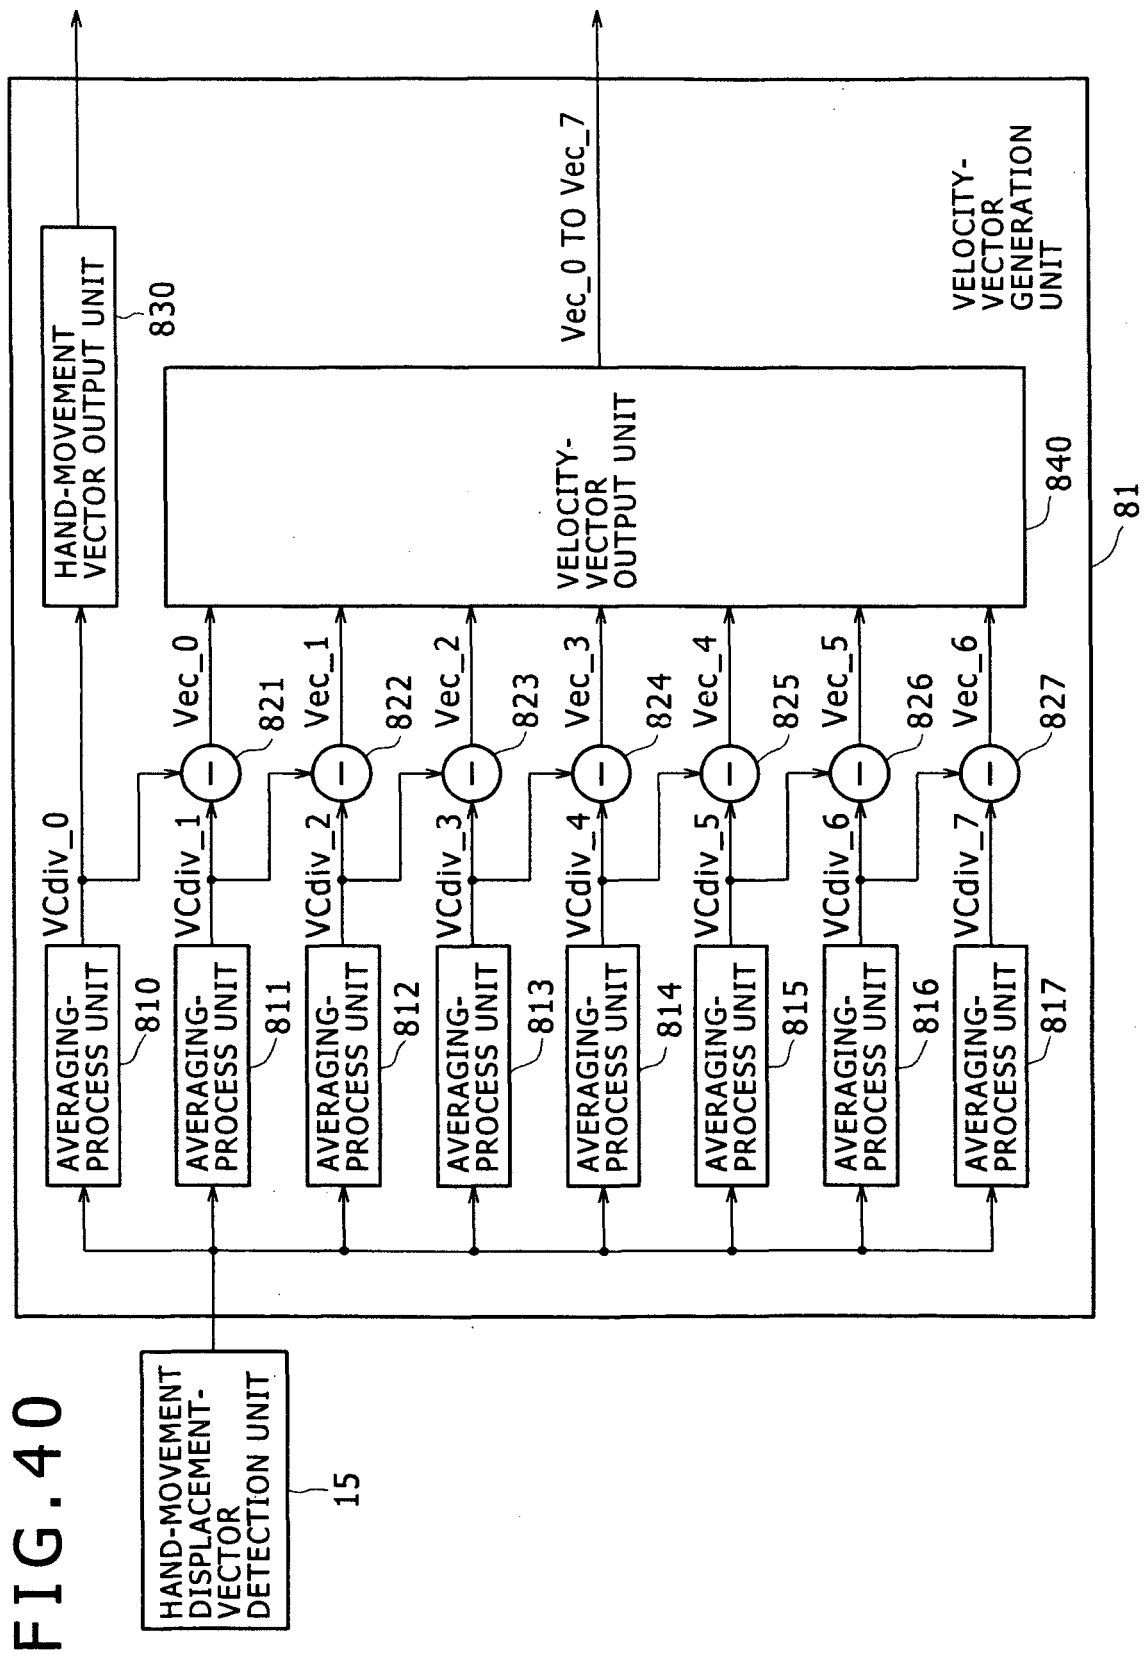 FIG.40
HAND-MOVEMENT
DISPLACEMENT-
VECTOR
DETECTION UNIT
15
AVERAGING-
PROCESS UNIT
810
AVERAGING-
PROCESS UNIT
811
AVERAGING-
PROCESS UNIT
812
AVERAGING-
PROCESS UNIT
813
AVERAGING-
PROCESS UNIT
814
AVERAGING-
PROCESS UNIT
815
AVERAGING-
PROCESS UNIT
816
AVERAGING-
PROCESS UNIT
817
VCdiv_0
VCdiv_1
VCdiv_2
VCdiv_3
VCdiv_4
VCdiv_5
VCdiv_6
VCdiv_7
821
822
823
824
825
826
827
Vec_0
Vec_1
Vec_2
Vec_3
Vec_4
Vec_5
Vec_6
HAND-MOVEMENT
VECTOR OUTPUT UNIT
830
VELOCITY-
VECTOR
OUTPUT UNIT
840
Vec_0 TO Vec_7
VELOCITY-
VECTOR
GENERATION
UNIT
81